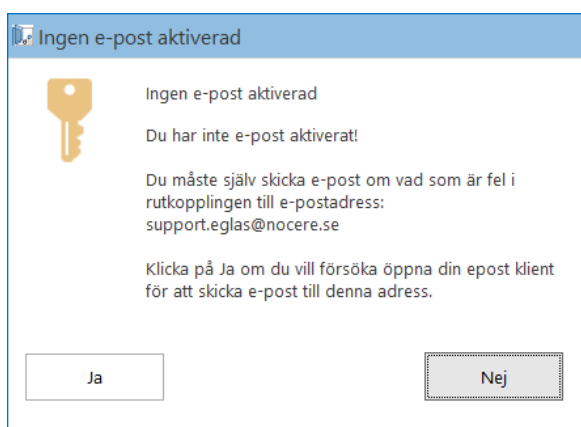 Ingen e-post aktiverad
Ingen e-post aktiverad
Du har inte e-post aktiverat!
Du måste själv skicka e-post om vad som är fel i
rutkopplingen till e-postadress:
support.eglas@nocere.se
Klicka på Ja om du vill försöka öppna din epost klient
för att skicka e-post till denna adress.
Ja
Nej